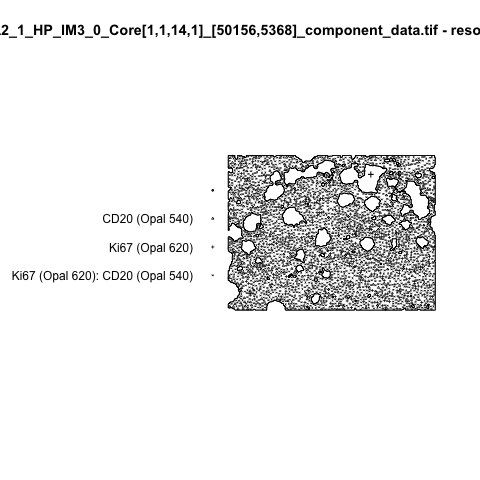 2_1_HP_IM3_0_Core[1,1,14,1]_[50156,5368]_component_data.tif - reso
CD20 (Opal 540)
Ki67 (Opal 620)
Ki67 (Opal 620): CD20 (Opal 540)